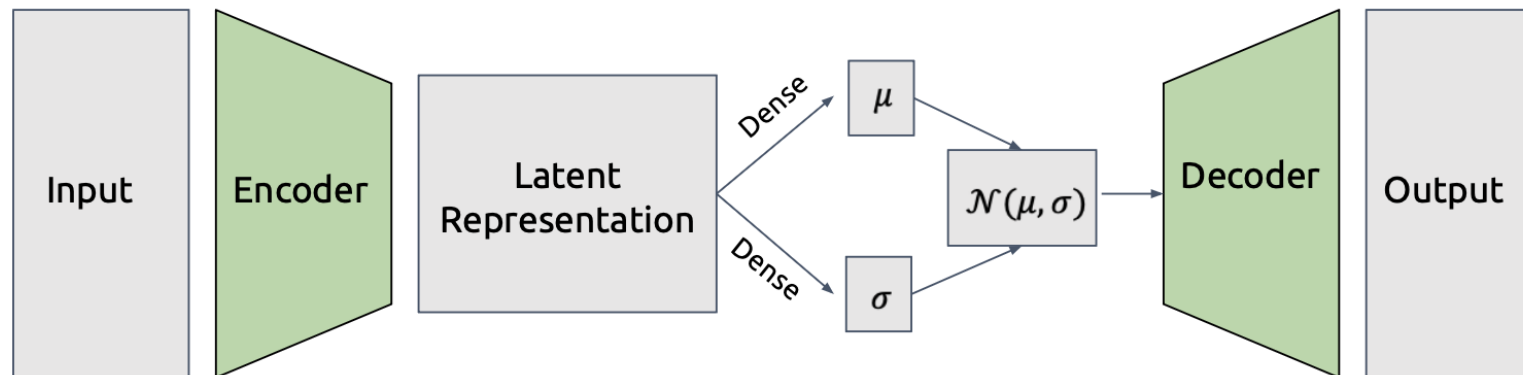 Input
Encoder
Latent
Representation
Dense
Dense
μ
σ
𝒩(μ, σ)
Decoder
Output